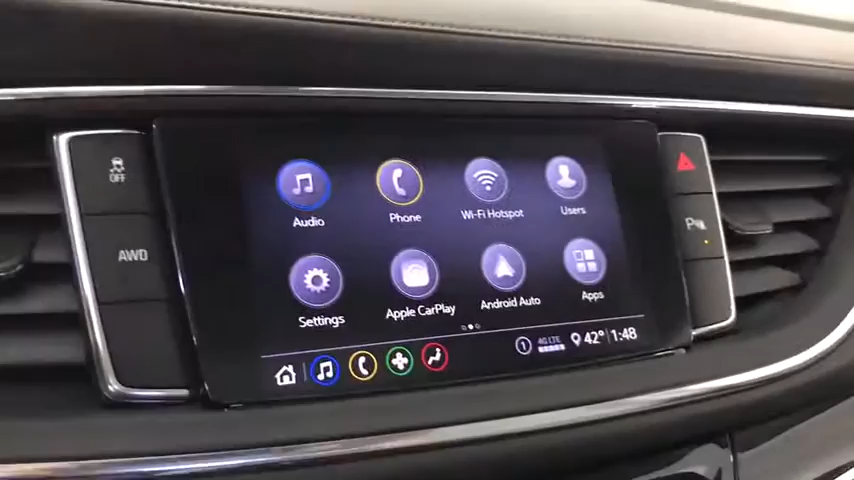 OFF
AWD
Audio
Phone
Wi-Fi Hotspot
Users
Settings
Apple CarPlay
Android Auto
Apps
1
4G LTE
42°
1:48
P